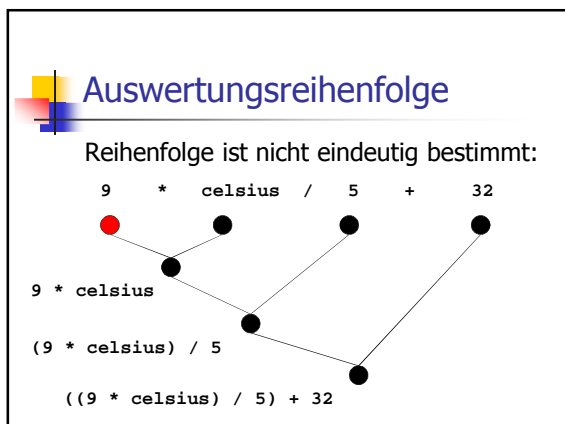 Auswertungsreihenfolge
Reihenfolge ist nicht eindeutig bestimmt:
9 * celsius / 5 + 32
9 * celsius
(9 * celsius) / 5
((9 * celsius) / 5) + 32